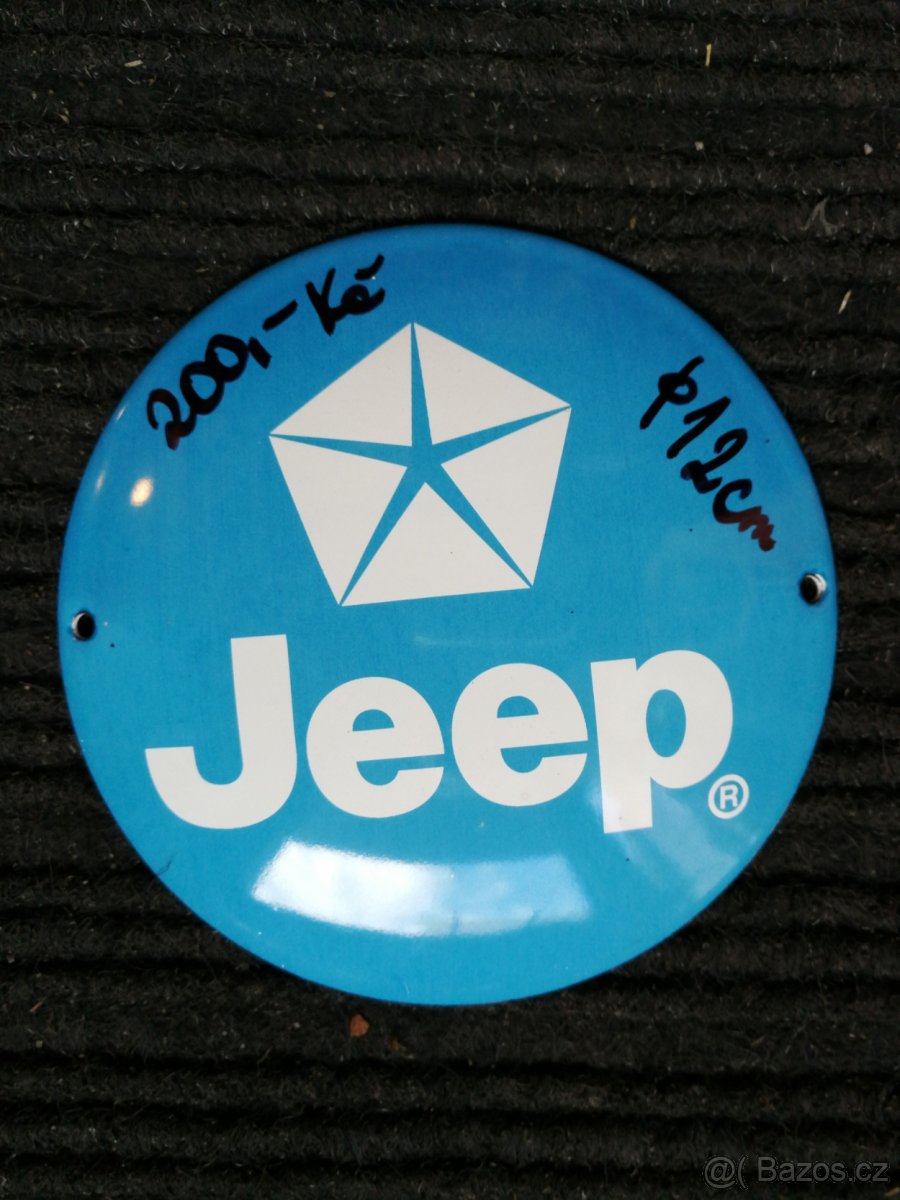 200,-Kč
ϕ12cm
Jeep®
@( Bazos.cz